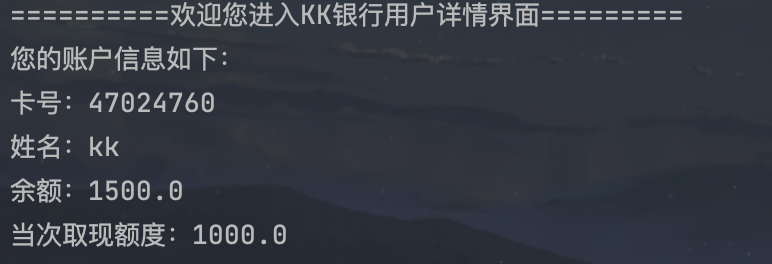 ==========欢迎您进入KK银行用户详情界面=========
您的账户信息如下：
卡号：47024760
姓名：kk
余额：1500.0
当次取现额度：1000.0